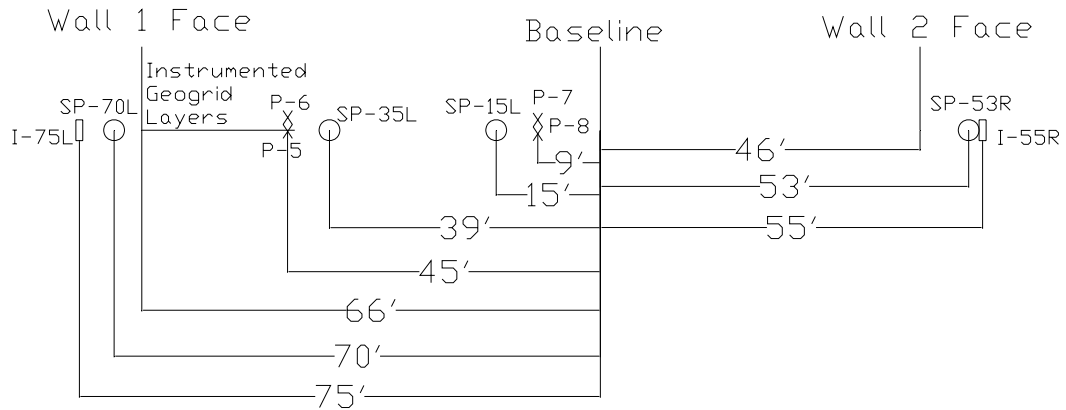 Wall 1 Face
Baseline
Wall 2 Face
Instrumented
Geogrid
Layers
I-75L
SP-70L
P-6
P-5
SP-35L
SP-15L
P-7
P-8
SP-53R
I-55R
9'
46'
15'
53'
39'
55'
45'
66'
70'
75'